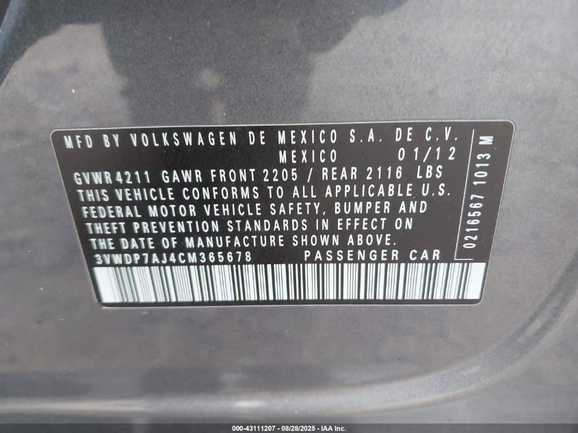 MFD BY VOLKSWAGEN DE MEXICO S.A. DE C.V.
MEXICO 01/12
GVWR 4211 GAWR FRONT 2205 / REAR 2116 LBS
THIS VEHICLE CONFORMS TO ALL APPLICABLE U.S.
FEDERAL MOTOR VEHICLE SAFETY, BUMPER AND
THEFT PREVENTION STANDARDS IN EFFECT ON
DATE OF MANUFACTURE SHOWN ABOVE.
3VWDP7AJ4CM365678 PASSENGER CAR
0216567 1013 M
000-43111207 - 08/28/2025 - IAA Inc.